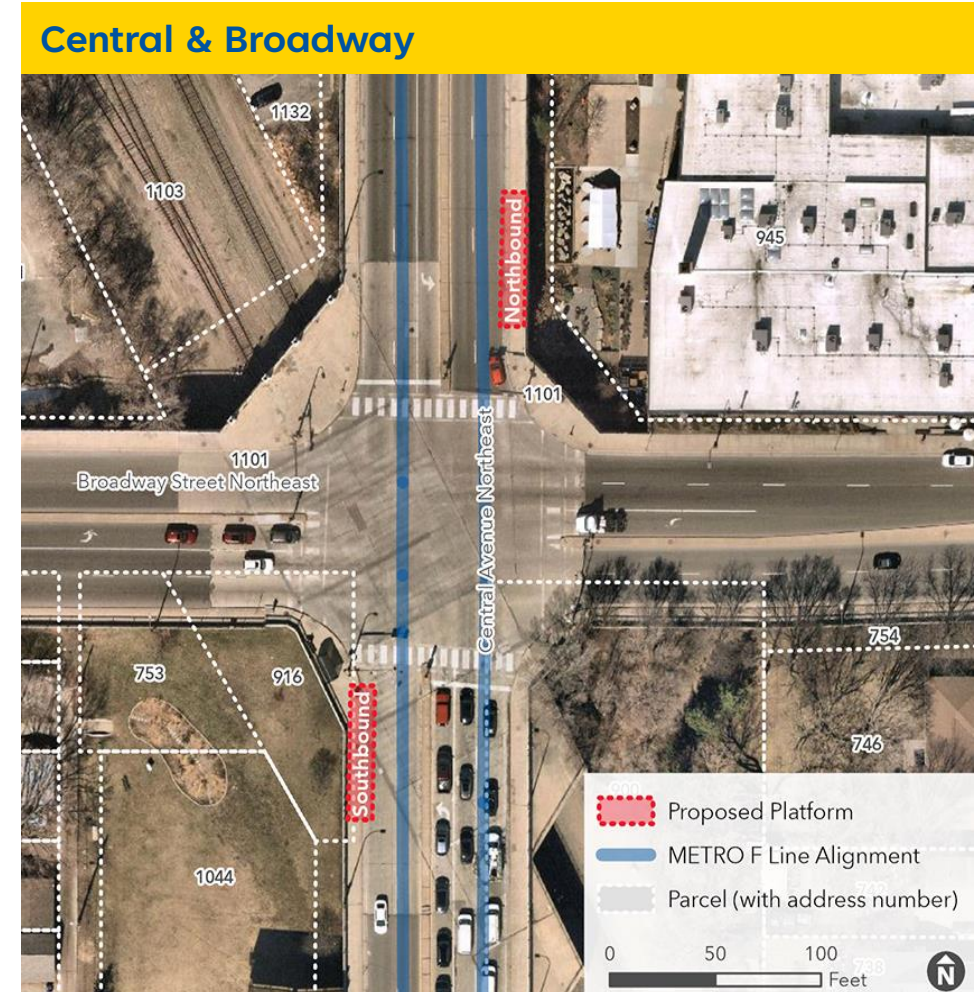 Central & Broadway
1132
1103
945
Northbound
1101
1101
Broadway Street Northeast
Central Avenue Northeast
753
916
754
Southbound
746
1044
Proposed Platform
METRO F Line Alignment
Parcel (with address number)
0 50 100
Feet
N
738